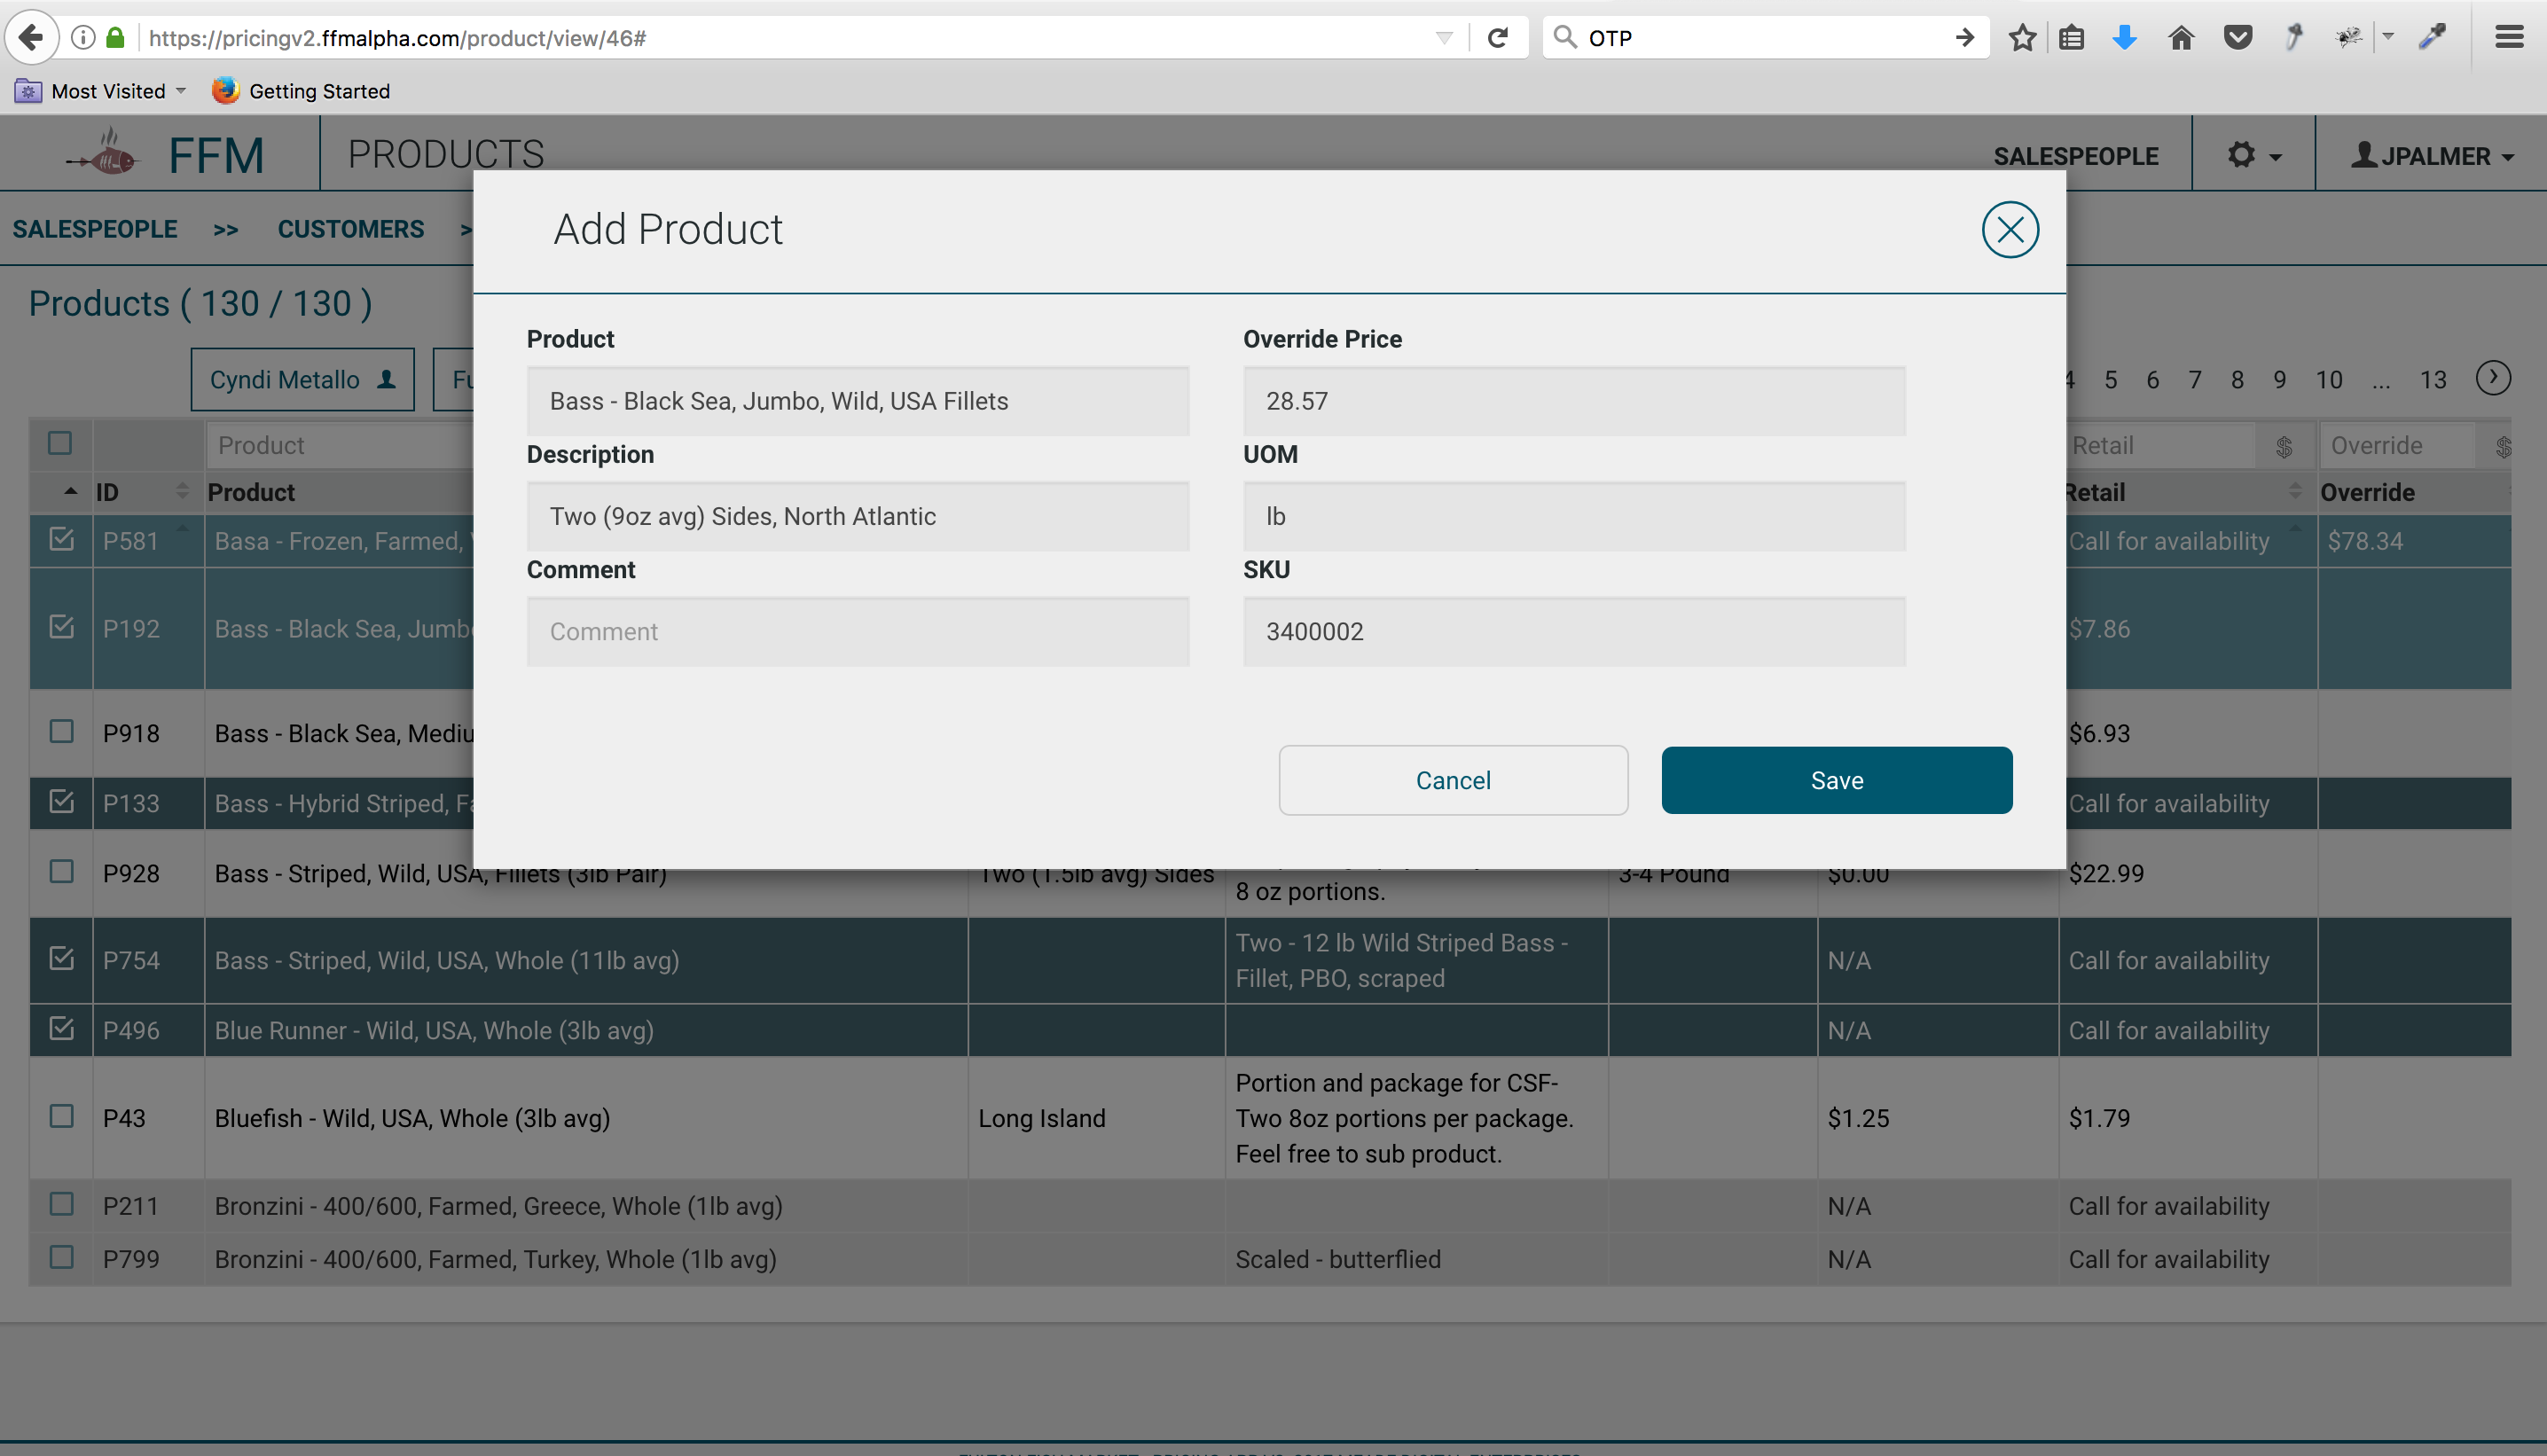 https://pricingv2.ffmalpha.com/product/view/46#
OTP
Most Visited
Getting Started
FFM
PRODUCTS
SALESPEOPLE
JPALMER
SALESPEOPLE >> CUSTOMERS >
Add Product
Products ( 130 / 130 )
Product
Override Price
Cyndi Metallo
Bass - Black Sea, Jumbo, Wild, USA Fillets
28.57
5 6 7 8 9 10 ... 13
Product
Retail $ Override $
Description
UOM
ID Product
Retail Override
Two (9oz avg) Sides, North Atlantic
lb
P581 Basa - Frozen, Farmed,
Call for availability $78.34
Comment
SKU
Comment
3400002
P192 Bass - Black Sea, Jumb
$7.86
P918 Bass - Black Sea, Mediu
$6.93
Cancel
Save
P133 Bass - Hybrid Striped, Fa
Call for availability
P928 Bass - Striped, Wild, USA, Fillets (3lb Pair) Two (1.5lb avg) Sides 3-4 Pound $0.00 $22.99
8 oz portions.
P754 Bass - Striped, Wild, USA, Whole (11lb avg) N/A Call for availability
Two - 12 lb Wild Striped Bass -
Fillet, PBO, scraped
P496 Blue Runner - Wild, USA, Whole (3lb avg) N/A Call for availability
P43 Bluefish - Wild, USA, Whole (3lb avg) Long Island
Portion and package for CSF-
Two 8oz portions per package.
Feel free to sub product.
$1.25 $1.79
P211 Bronzini - 400/600, Farmed, Greece, Whole (1lb avg) N/A Call for availability
P799 Bronzini - 400/600, Farmed, Turkey, Whole (1lb avg) Scaled - butterflied N/A Call for availability